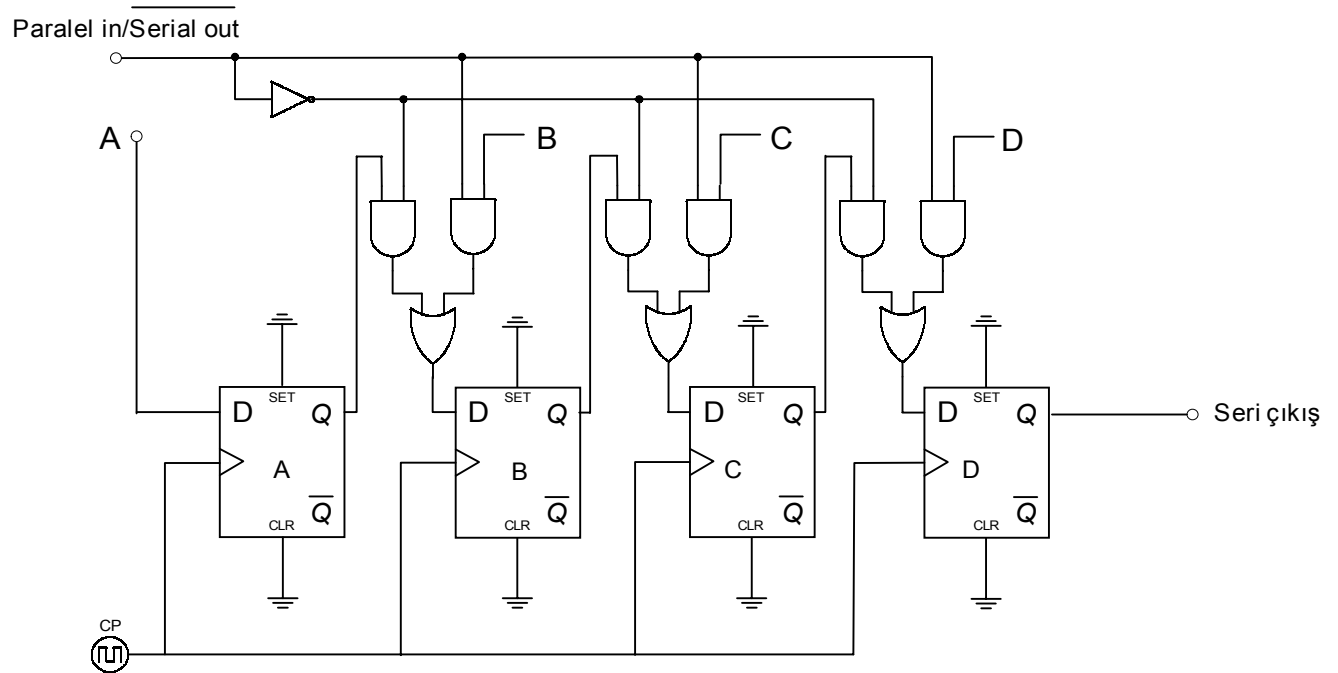 Paralel in/Serial out
A
B
C
D
SET
SET
SET
SET
D Q
D Q
D Q
D Q
A
B
C
D
Q
Q
Q
Q
CLR
CLR
CLR
CLR
Seri çıkış
CP